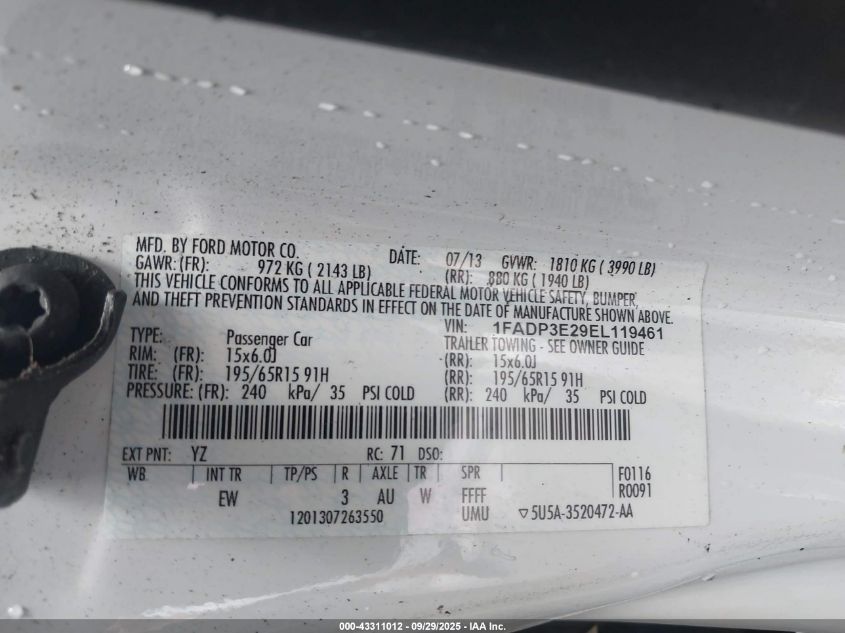 MFD. BY FORD MOTOR CO. DATE: 07/13 GVWR: 1810 KG ( 3990 LB)
GAWR: (FR): 972 KG ( 2143 LB) (RR): 880 KG ( 1940 LB)
THIS VEHICLE CONFORMS TO ALL APPLICABLE FEDERAL MOTOR VEHICLE SAFETY, BUMPER,
AND THEFT PREVENTION STANDARDS IN EFFECT ON THE DATE OF MANUFACTURE SHOWN ABOVE.
VIN: 1FADP3E29EL119461
TYPE: Passenger Car TRAILER TOWING - SEE OWNER GUIDE
RIM: (FR): 15x6.0J (RR): 15x6.0J
TIRE: (FR): 195/65R15 91H (RR): 195/65R15 91H
PRESSURE: (FR): 240 kPa/ 35 PSI COLD (RR): 240 kPa/ 35 PSI COLD
EXT PNT: YZ RC: 71 DSO:
WB INT TR TP/PS R AXLE TR SPR F0116
EW 3 AU W FFFF R0091
1201307263550 UMU ▽5U5A-3520472-AA
000-43311012 - 09/29/2025 - IAA Inc.